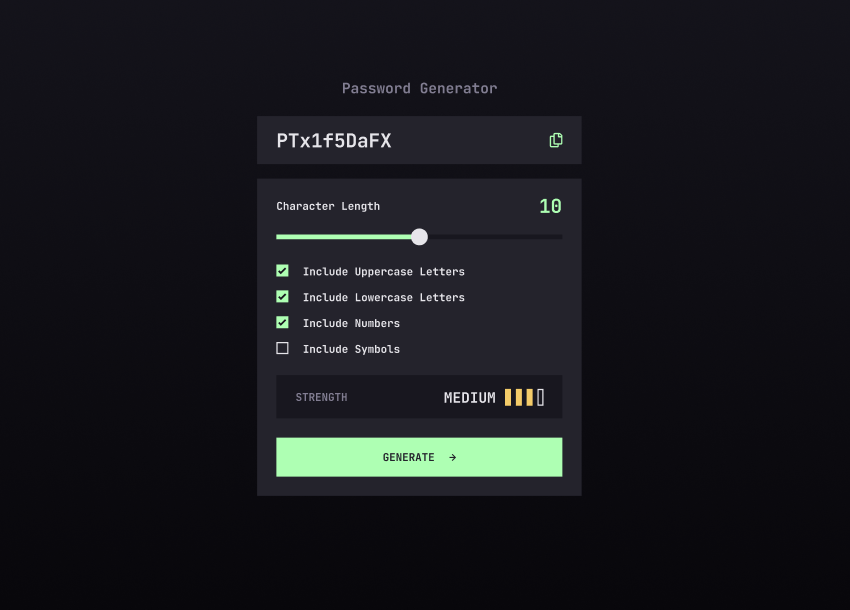 Password Generator
PTx1f5DaFX
Character Length 10
Include Uppercase Letters
Include Lowercase Letters
Include Numbers
Include Symbols
STRENGTH MEDIUM
GENERATE →